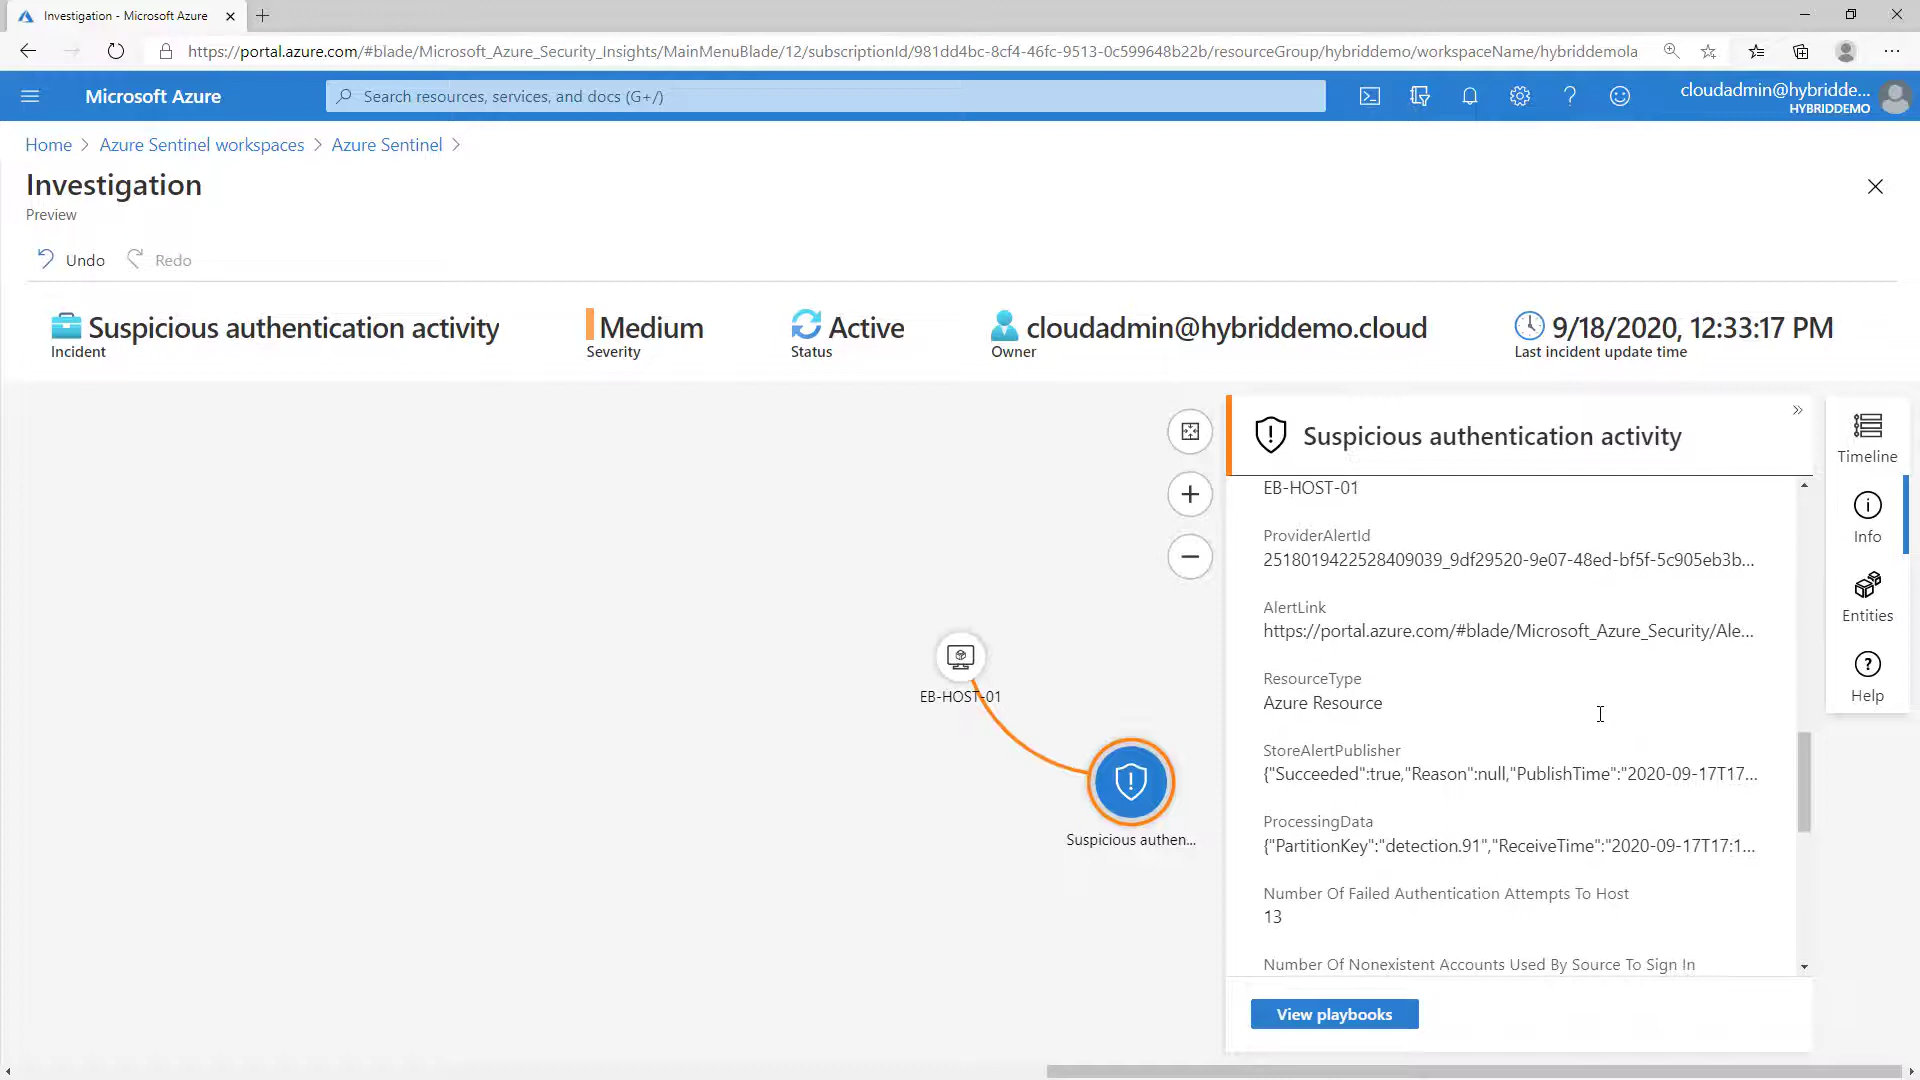 Investigation - Microsoft Azure
https://portal.azure.com/#blade/Microsoft_Azure_Security_Insights/MainMenuBlade/12/subscriptionId/981dd4bc-8cf4-46fc-9513-0c599648b22b/resourceGroup/hybriddemo/workspaceName/hybriddemola
Microsoft Azure
Search resources, services, and docs (G+/)
cloudadmin@hybridde...
HYBRIDDEMO
Home > Azure Sentinel workspaces > Azure Sentinel >
Investigation
Preview
Undo Redo
Suspicious authentication activity
Incident
Medium
Severity
Active
Status
cloudadmin@hybriddemo.cloud
Owner
9/18/2020, 12:33:17 PM
Last incident update time
EB-HOST-01
Suspicious authen...
Suspicious authentication activity
EB-HOST-01
ProviderAlertId
2518019422528409039_9df29520-9e07-48ed-bf5f-5c905eb3b...
AlertLink
https://portal.azure.com/#blade/Microsoft_Azure_Security/Ale...
ResourceType
Azure Resource
StoreAlertPublisher
{"Succeeded":true,"Reason":null,"PublishTime":"2020-09-17T17...
ProcessingData
{"PartitionKey":"detection.91","ReceiveTime":"2020-09-17T17:1...
Number Of Failed Authentication Attempts To Host
13
Number Of Nonexistent Accounts Used By Source To Sign In
View playbooks
Timeline
Info
Entities
Help